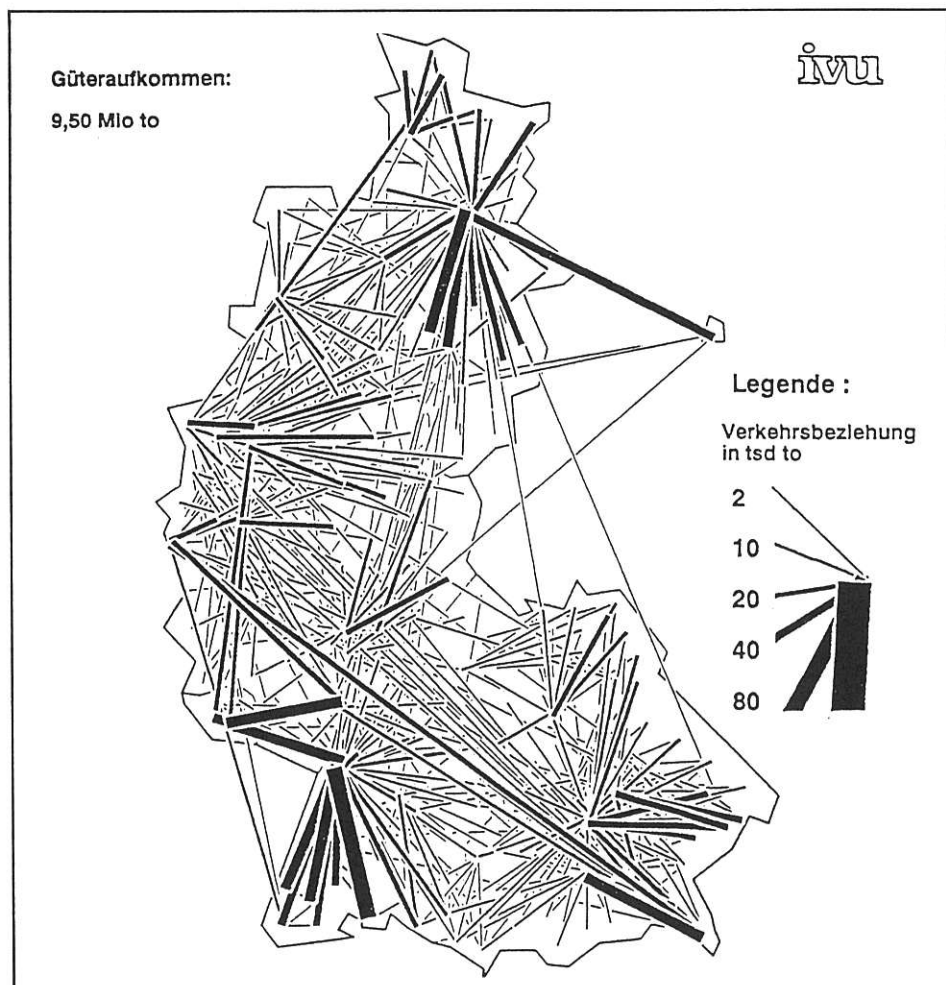 Güteraufkommen:
9,50 Mio to
ivu
Legende :
Verkehrsbeziehung
in tsd to
2
10
20
40
80